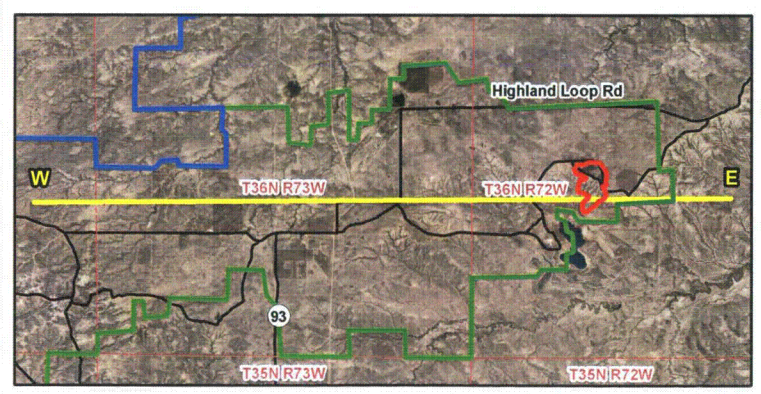 Highland Loop Rd
W
T36N R73W
T36N R72W
E
93
T35N R73W
T35N R72W